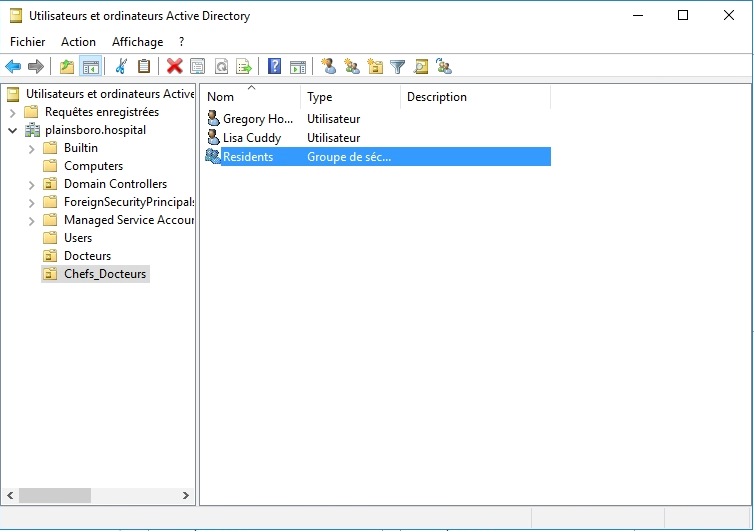 Utilisateurs et ordinateurs Active Directory
Fichier Action Affichage ?
Utilisateurs et ordinateurs Active
Requêtes enregistrées
plainsboro.hospital
Builtin
Computers
Domain Controllers
ForeignSecurityPrincipals
Managed Service Accour
Users
Docteurs
Chefs_Docteurs
Nom Type Description
Gregory Ho... Utilisateur
Lisa Cuddy Utilisateur
Residents Groupe de séc...